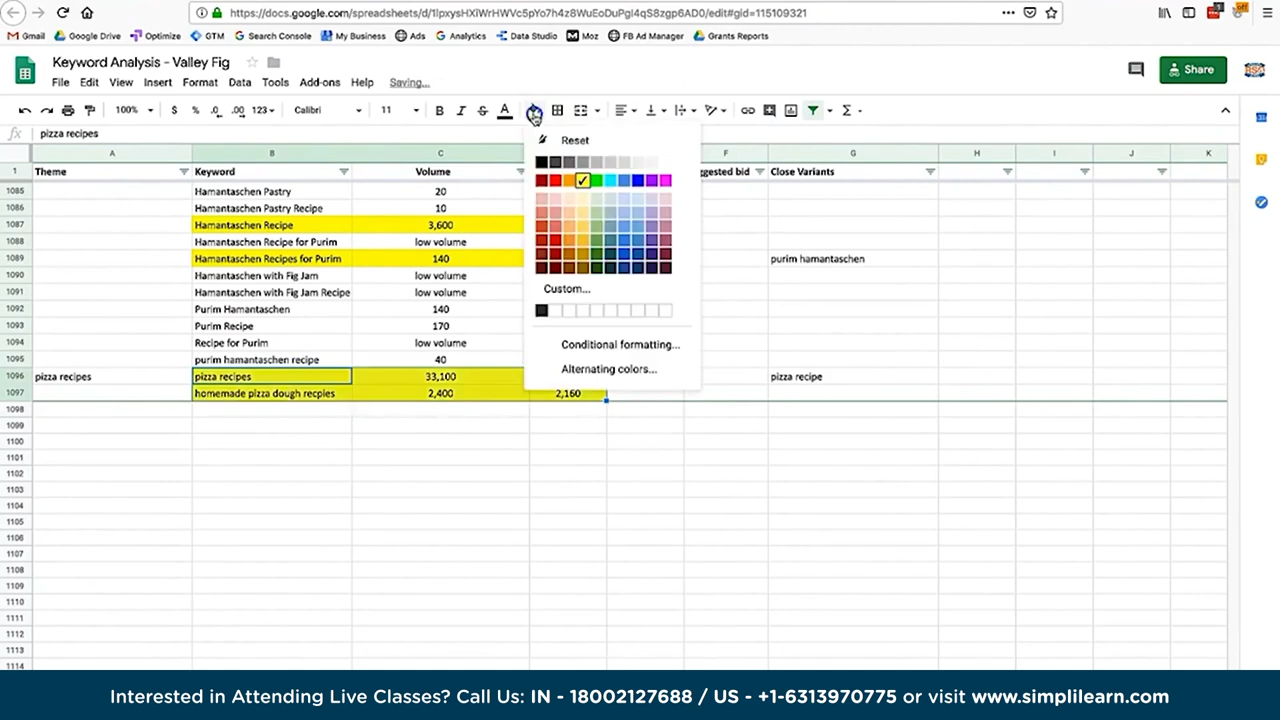 https://docs.google.com/spreadsheets/d/1lpxysHXiWrHWVc5pYo7h4z8WuEoDuPgI4qS8zgp6AD0/edit#gid=115109321
Gmail Google Drive Optimize GTM Search Console My Business Ads Analytics Data Studio Moz FB Ad Manager Grants Reports
Keyword Analysis - Valley Fig
File Edit View Insert Format Data Tools Add-ons Help Saving...
Share
100% $ % .0 .00 123 Calibri 11 B I S A
fx pizza recipes
A B C F G H I J K
1 Theme Keyword Volume ggested bid Close Variants
1085 Hamantaschen Pastry 20
1086 Hamantaschen Pastry Recipe 10
1087 Hamantaschen Recipe 3,600
1088 Hamantaschen Recipe for Purim low volume
1089 Hamantaschen Recipes for Purim 140 purim hamantaschen
1090 Hamantaschen with Fig Jam low volume
1091 Hamantaschen with Fig Jam Recipe low volume
1092 Purim Hamantaschen 140
1093 Purim Recipe 170
1094 Recipe for Purim low volume
1095 purim hamantaschen recipe 40
1096 pizza recipes pizza recipes 33,100 pizza recipe
1097 homemade pizza dough recpies 2,400 2,160
1098
1099
1100
1101
1102
1103
1104
1105
1106
1107
1108
1109
1110
1111
1112
1113
1114
Reset
Custom...
Conditional formatting...
Alternating colors...
Interested in Attending Live Classes? Call Us: IN - 18002127688 / US - +1-6313970775 or visit www.simplilearn.com